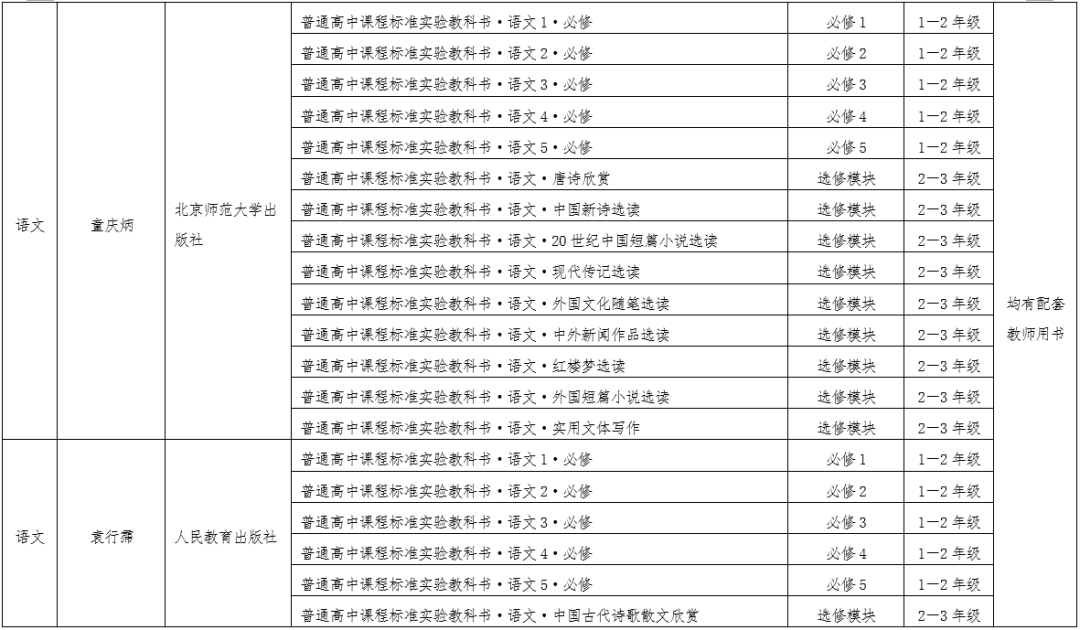 普通高中课程标准实验教科书·语文1·必修 必修1 1—2年级
普通高中课程标准实验教科书·语文2·必修 必修2 1—2年级
普通高中课程标准实验教科书·语文3·必修 必修3 1—2年级
普通高中课程标准实验教科书·语文4·必修 必修4 1—2年级
普通高中课程标准实验教科书·语文5·必修 必修5 1—2年级
普通高中课程标准实验教科书·语文·唐诗欣赏 选修模块 2—3年级
语文 童庆炳 北京师范大学出
版社
普通高中课程标准实验教科书·语文·中国新诗选读 选修模块 2—3年级
普通高中课程标准实验教科书·语文·20世纪中国短篇小说选读 选修模块 2—3年级
普通高中课程标准实验教科书·语文·现代传记选读 选修模块 2—3年级
普通高中课程标准实验教科书·语文·外国文化随笔选读 选修模块 2—3年级
均有配套
教师用书
普通高中课程标准实验教科书·语文·中外新闻作品选读 选修模块 2—3年级
普通高中课程标准实验教科书·语文·红楼梦选读 选修模块 2—3年级
普通高中课程标准实验教科书·语文·外国短篇小说选读 选修模块 2—3年级
普通高中课程标准实验教科书·语文·实用文体写作 选修模块 2—3年级
普通高中课程标准实验教科书·语文1·必修 必修1 1—2年级
普通高中课程标准实验教科书·语文2·必修 必修2 1—2年级
普通高中课程标准实验教科书·语文3·必修 必修3 1—2年级
语文 袁行霈 人民教育出版社
普通高中课程标准实验教科书·语文4·必修 必修4 1—2年级
普通高中课程标准实验教科书·语文5·必修 必修5 1—2年级
普通高中课程标准实验教科书·语文·中国古代诗歌散文欣赏 选修模块 2—3年级